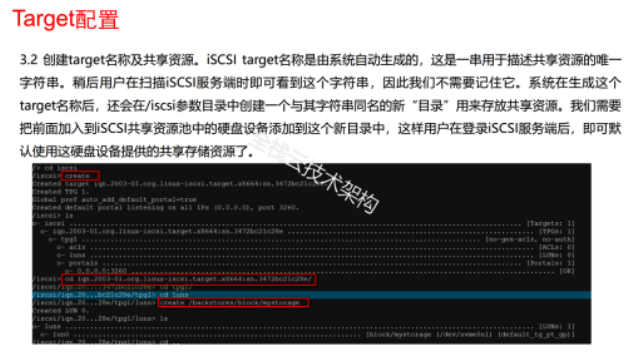 Target配置
3.2 创建target名称及共享资源。iSCSI target名称是由系统自动生成的，这是一串用于描述共享资源的唯一
字符串。稍后用户在扫描iSCSI服务端时即可看到这个字符串，因此我们不需要记住它。系统在生成这个
target名称后，还会在/iscsi参数目录中创建一个与其字符串同名的新“目录”用来存放共享资源。我们需要
把前面加入到iSCSI共享资源池中的硬盘设备添加到这个新目录中，这样用户在登录iSCSI服务端后，即可默
认使用这硬盘设备提供的共享存储资源了。
全栈云技术架构
/> cd iscsi
/iscsi> create
Created target iqn.2003-01.org.linux-iscsi.target.x8664:sn.3472bc21c28e.
Created TPG 1.
Global pref auto_add_default_portal=true
Created default portal listening on all IPs (0.0.0.0), port 3260.
/iscsi> ls
o- iscsi [Targets: 1]
o- iqn.2003-01.org.linux-iscsi.target.x8664:sn.3472bc21c28e [TPGs: 1]
o- tpg1 [no-gen-acls, no-auth]
o- acls [ACLs: 0]
o- luns [LUNs: 0]
o- portals [Portals: 1]
o- 0.0.0.0:3260 [OK]
/iscsi> cd iqn.2003-01.org.linux-iscsi.target.x8664:sn.3472bc21c28e/
/iscsi/iqn.20... cd tpg1/
/iscsi/iqn.20...bc21c28e/tpg1> cd luns
/iscsi/iqn.20...28e/tpg1/luns> create /backstores/block/mystorage
Created LUN 0.
/iscsi/iqn.20...28e/tpg1/luns> ls
o- luns [LUNs: 1]
o- lun0 [block/mystorage (/dev/nvme0n1) (default_tg_pt_gp)]
/iscsi/iqn.20...28e/tpg1/luns> cd ..